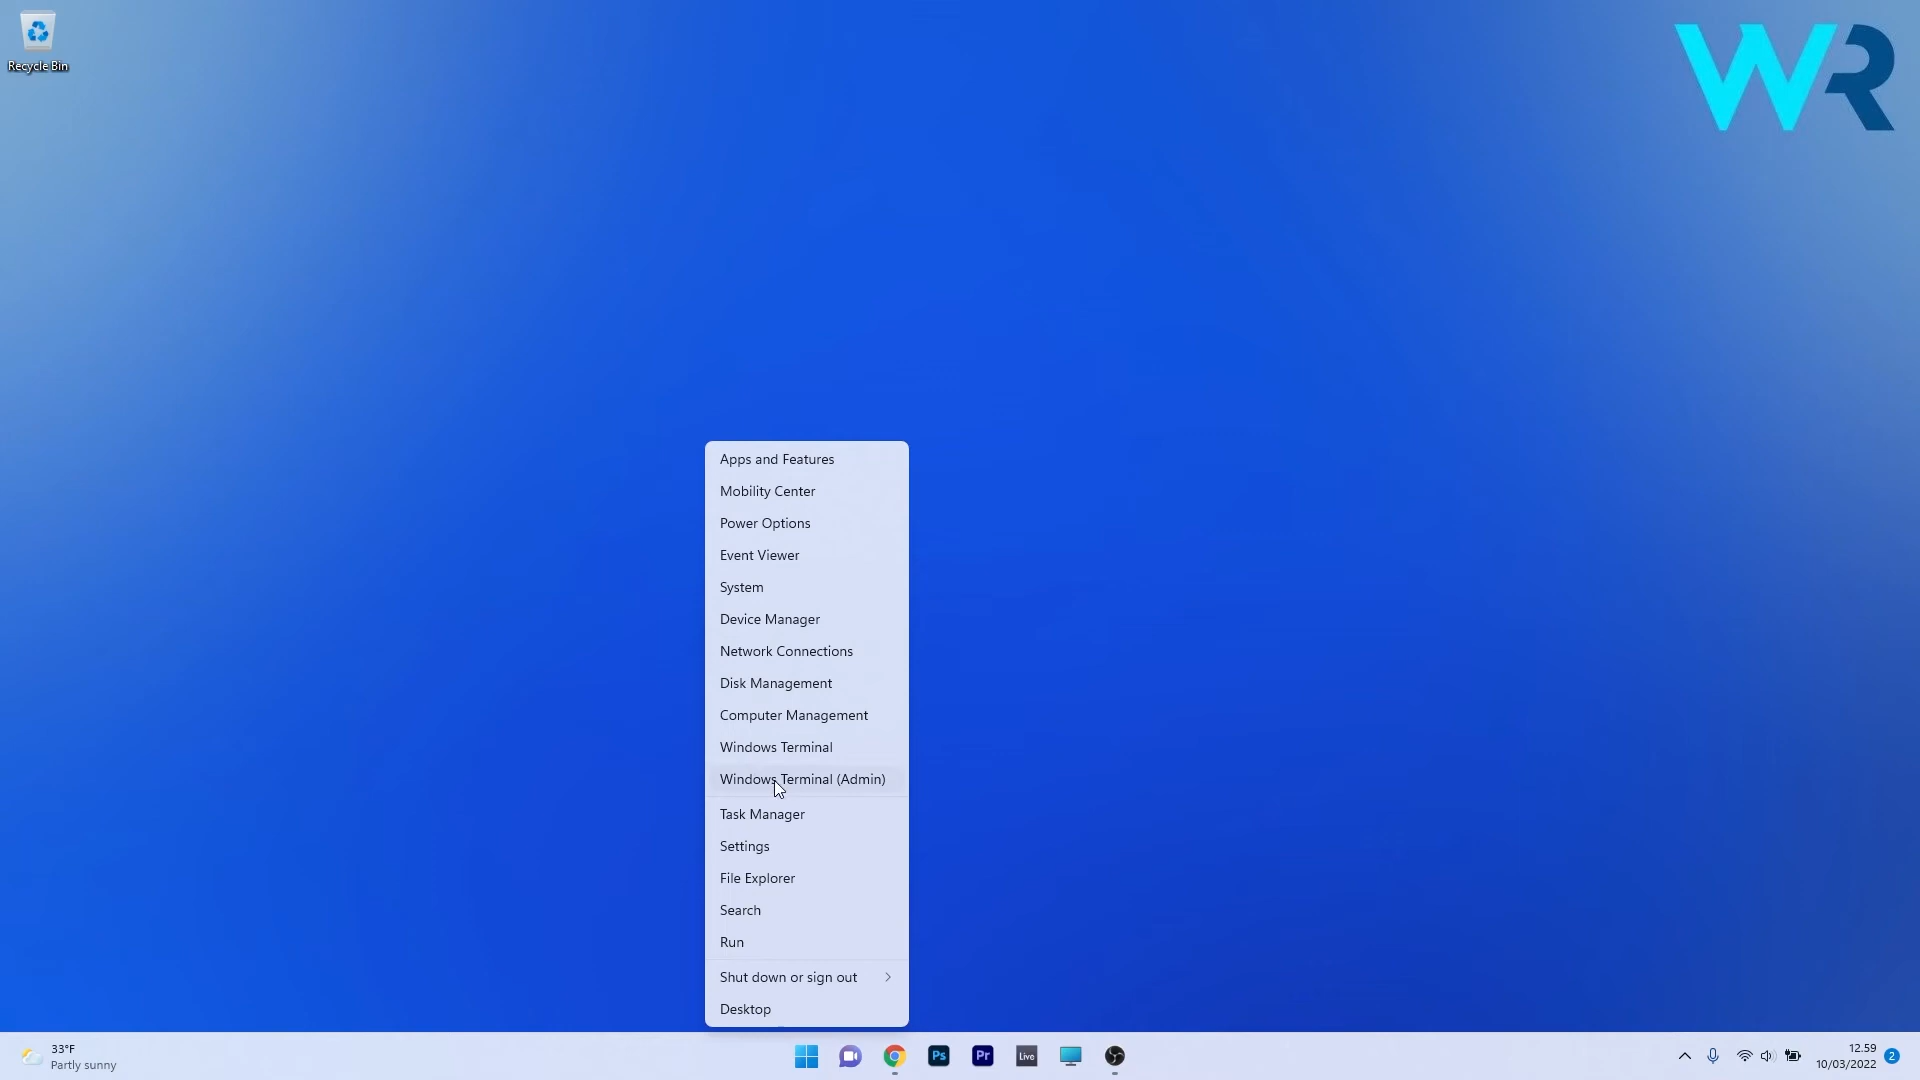 Recycle Bin
WR
Apps and Features
Mobility Center
Power Options
Event Viewer
System
Device Manager
Network Connections
Disk Management
Computer Management
Windows Terminal
Windows Terminal (Admin)
Task Manager
Settings
File Explorer
Search
Run
Shut down or sign out
Desktop
33°F
Partly sunny
Ps
Pr
Live
12.59
10/03/2022
2